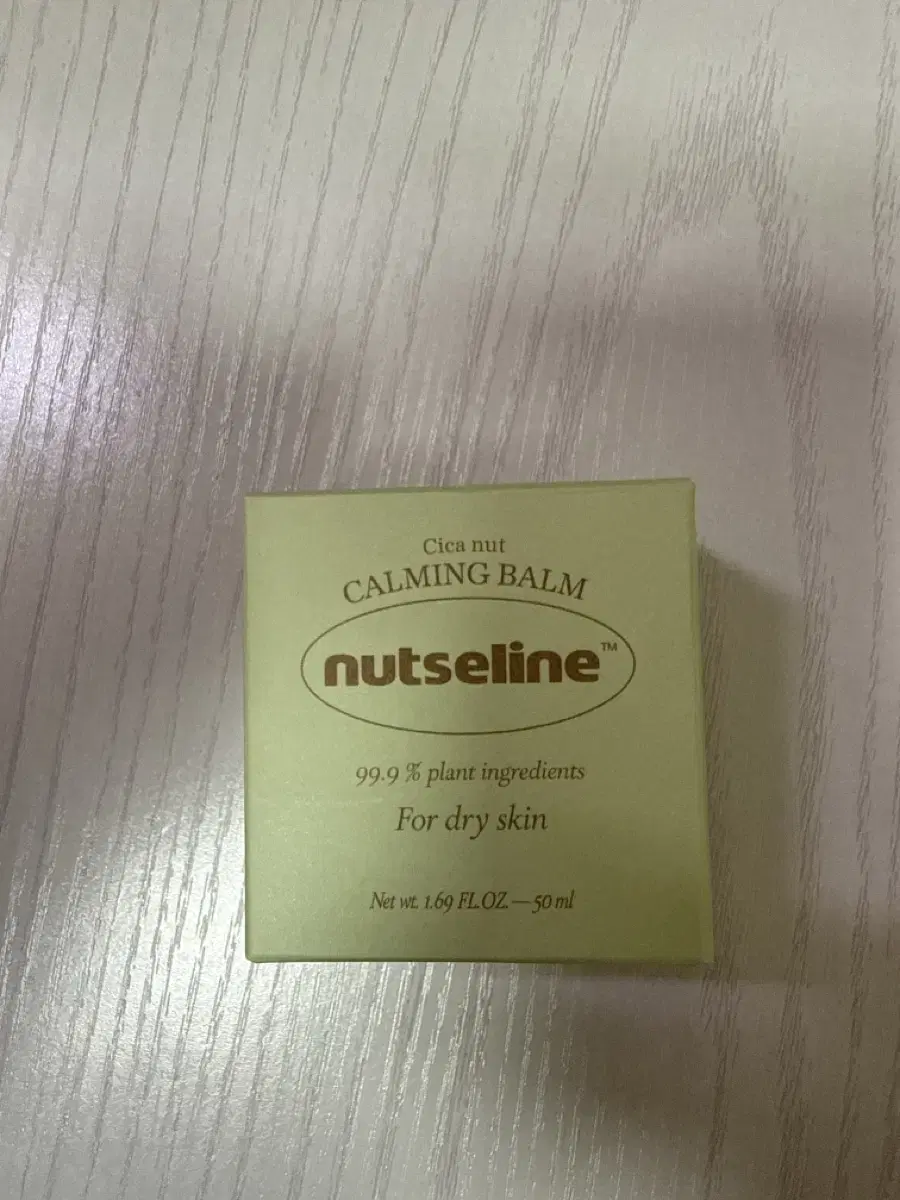 Cica nut
CALMING BALM
nutseline™
99.9 % plant ingredients
For dry skin
Net wt. 1.69 FL.OZ. — 50 ml